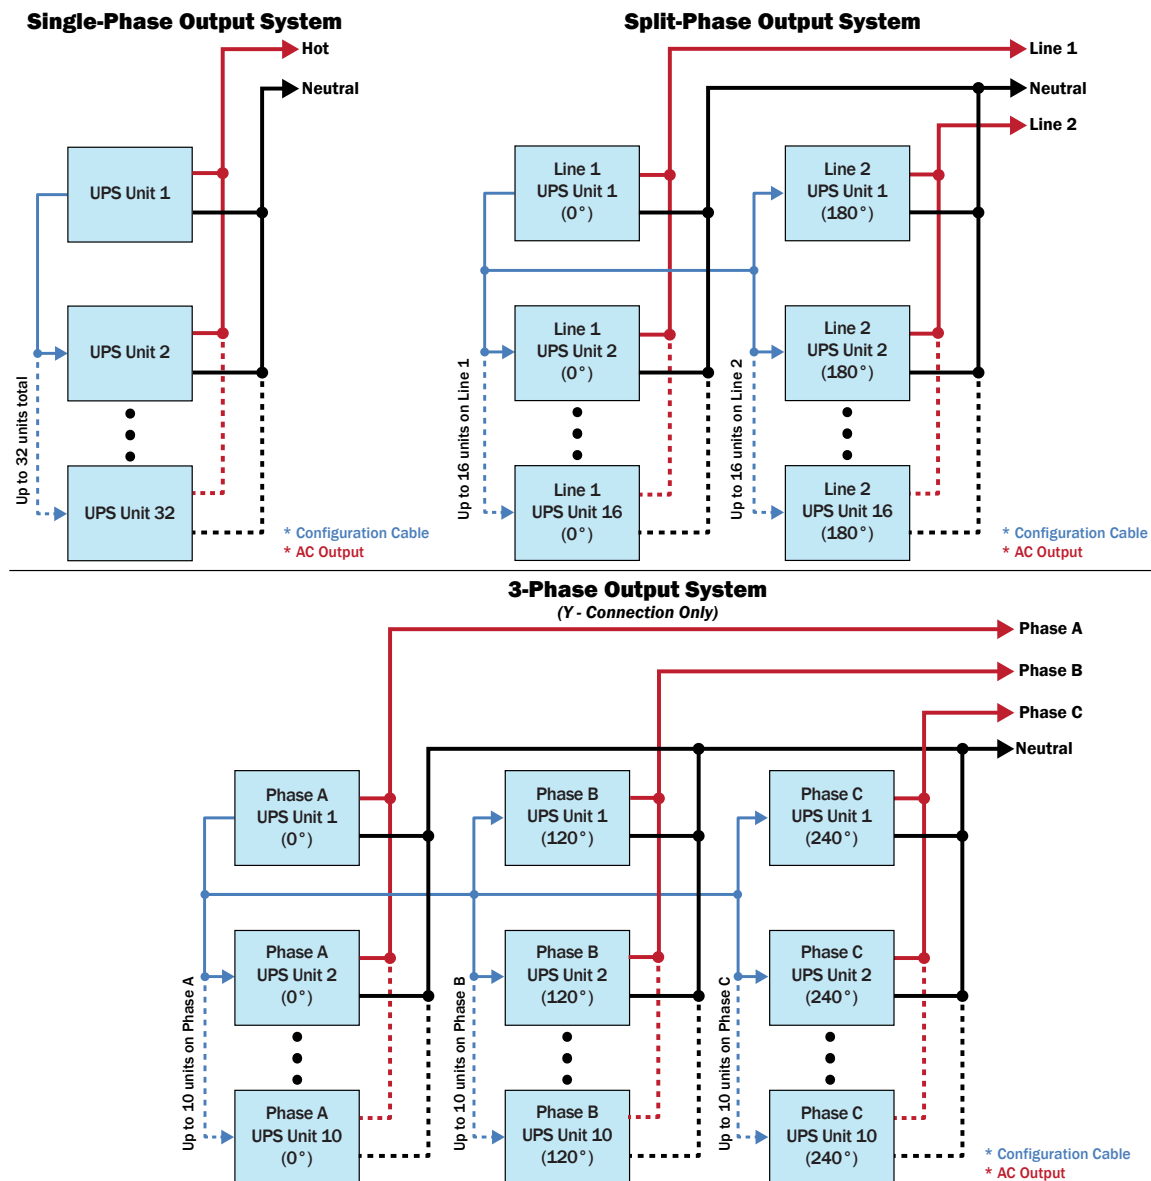 Single-Phase Output System
Hot
Neutral
UPS Unit 1
UPS Unit 2
UPS Unit 32
Up to 32 units total
* Configuration Cable
* AC Output
Split-Phase Output System
Line 1
Neutral
Line 2
Line 1
UPS Unit 1
(0°)
Line 2
UPS Unit 1
(180°)
Line 1
UPS Unit 2
(0°)
Line 2
UPS Unit 2
(180°)
Up to 16 units on Line 1
Up to 16 units on Line 2
Line 1
UPS Unit 16
(0°)
Line 2
UPS Unit 16
(180°)
* Configuration Cable
* AC Output
3-Phase Output System
(Y - Connection Only)
Phase A
Phase B
Phase C
Neutral
Phase A
UPS Unit 1
(0°)
Phase B
UPS Unit 1
(120°)
Phase C
UPS Unit 1
(240°)
Phase A
UPS Unit 2
(0°)
Phase B
UPS Unit 2
(120°)
Phase C
UPS Unit 2
(240°)
Up to 10 units on Phase A
Up to 10 units on Phase B
Up to 10 units on Phase C
Phase A
UPS Unit 10
(0°)
Phase B
UPS Unit 10
(120°)
Phase C
UPS Unit 10
(240°)
* Configuration Cable
* AC Output